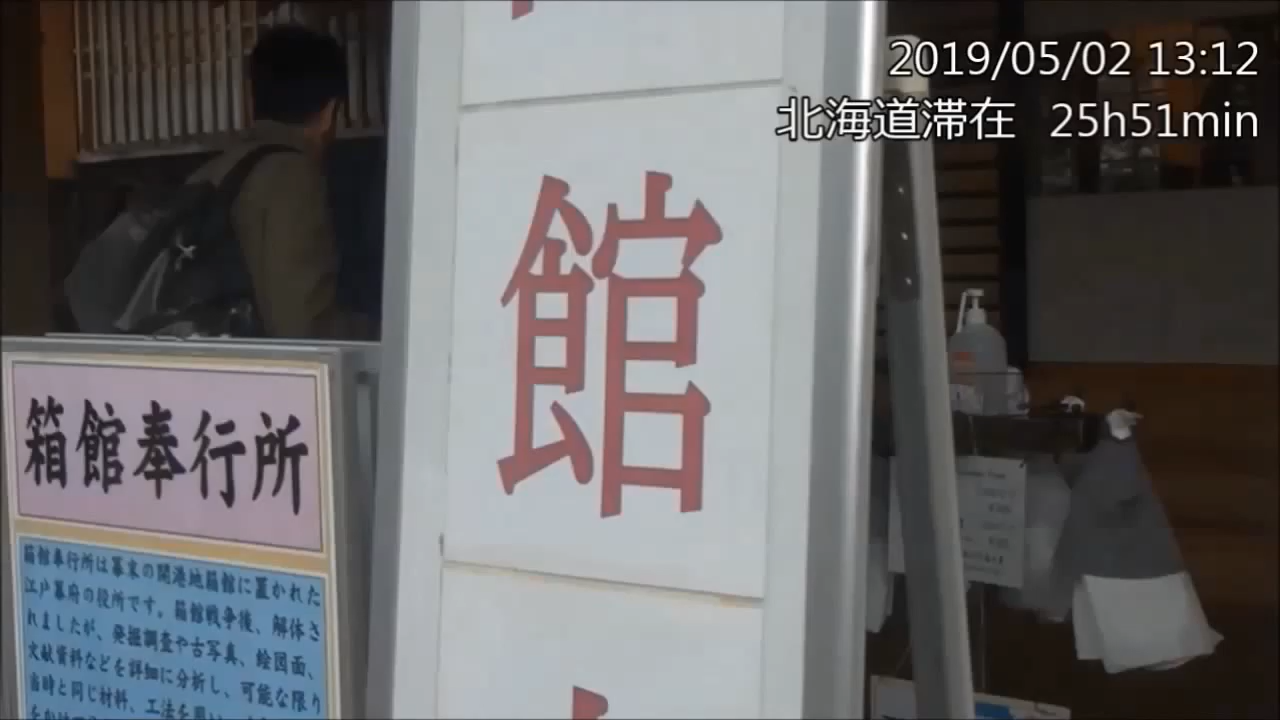 2019/05/02 13:12
北海道滞在 25h51min
館
箱館奉行所
箱館奉行所は幕末の開港地箱館に置かれた
江戸幕府の役所です。箱館戦争後、解体さ
れましたが、発掘調査や古写真、絵図面、
文献資料などを詳細に分析し、可能な限り
当時と同じ材料、工法を用い